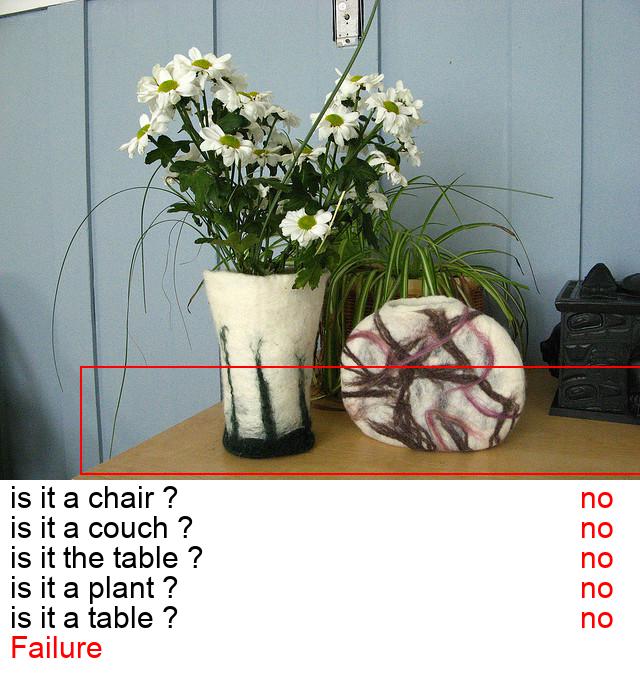 is it a chair ? no
is it a couch ? no
is it the table ? no
is it a plant ? no
is it a table ? no
Failure